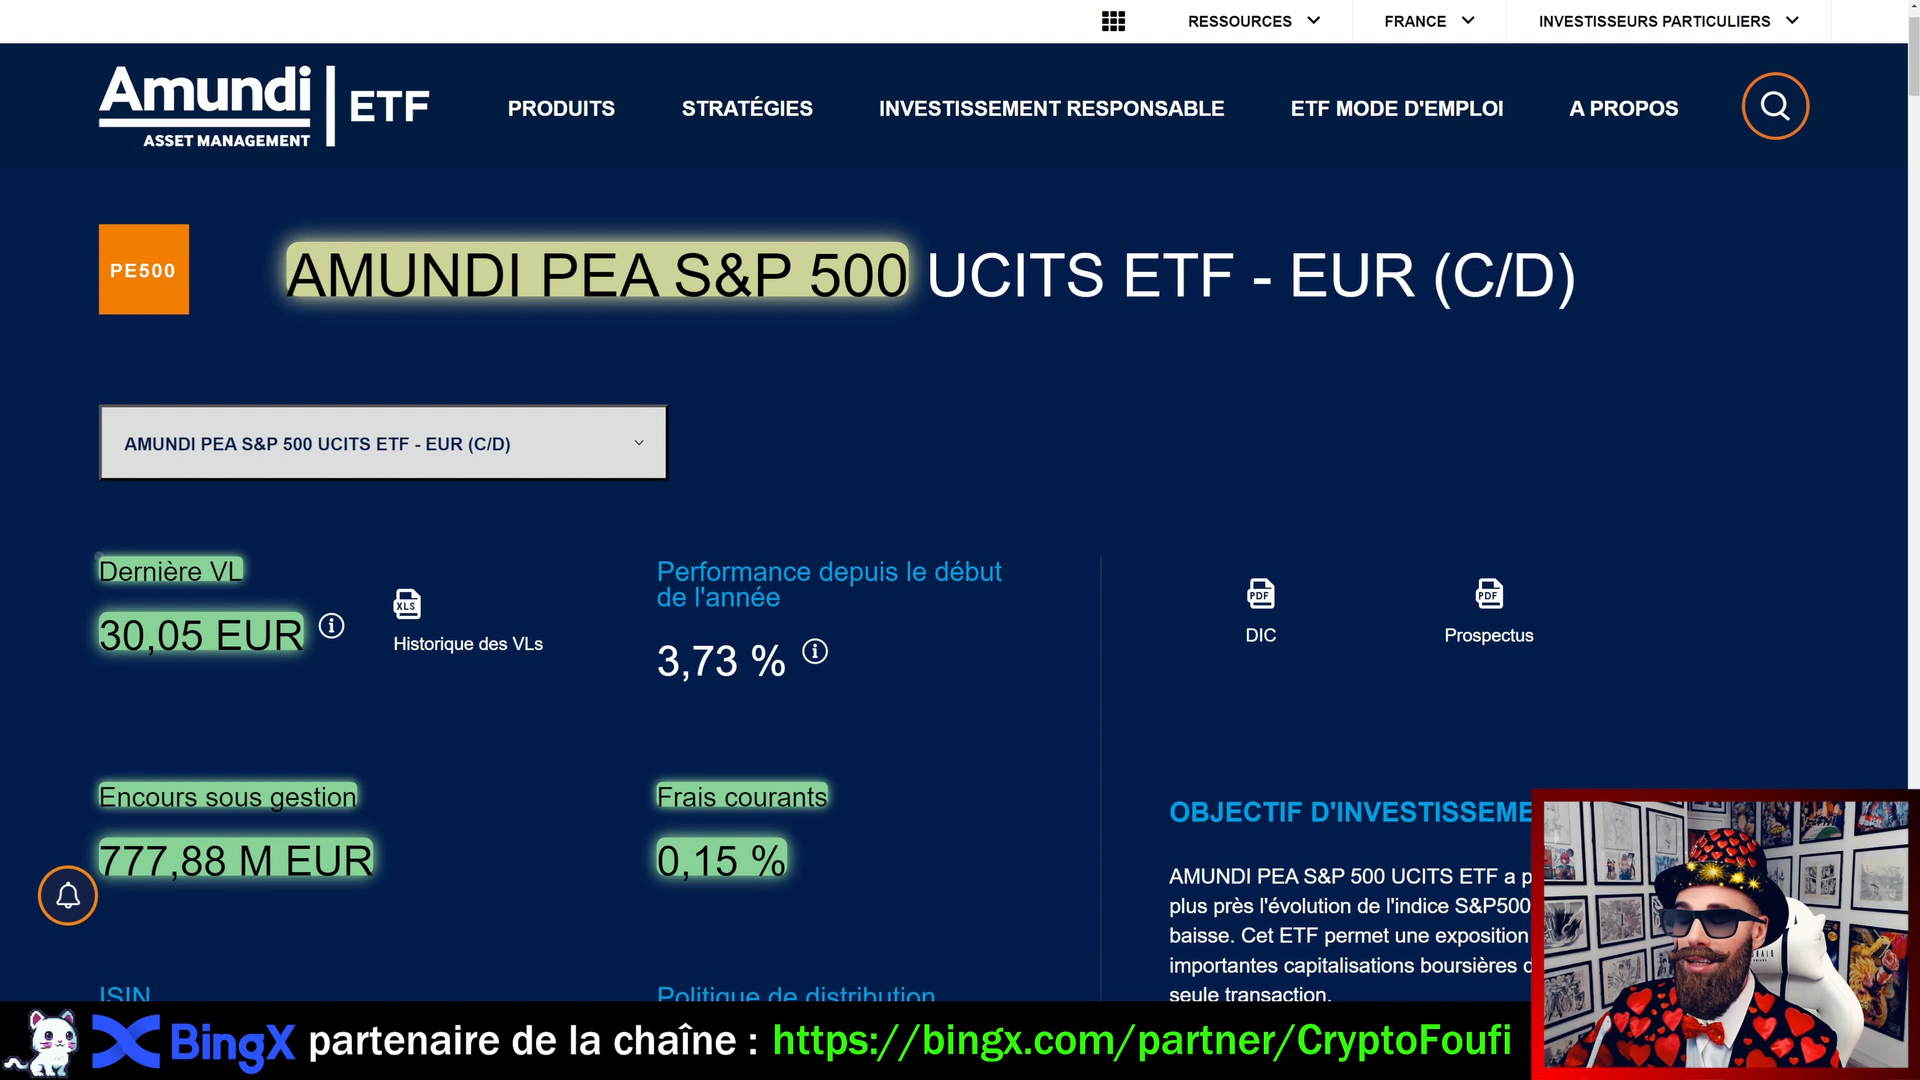 RESSOURCES
FRANCE
INVESTISSEURS PARTICULIERS
Amundi
ASSET MANAGEMENT
ETF
PRODUITS
STRATÉGIES
INVESTISSEMENT RESPONSABLE
ETF MODE D'EMPLOI
A PROPOS
PE500
AMUNDI PEA S&P 500 UCITS ETF - EUR (C/D)
AMUNDI PEA S&P 500 UCITS ETF - EUR (C/D)
Dernière VL
30,05 EUR
XLS
Historique des VLs
Performance depuis le début
de l'année
3,73 %
PDF
DIC
PDF
Prospectus
Encours sous gestion
777,88 M EUR
Frais courants
0,15 %
OBJECTIF D'INVESTISSEME
AMUNDI PEA S&P 500 UCITS ETF a p
plus près l'évolution de l'indice S&P500
baisse. Cet ETF permet une exposition
importantes capitalisations boursières d
seule transaction.
ISIN
Politique de distribution
BingX partenaire de la chaîne : https://bingx.com/partner/CryptoFoufi